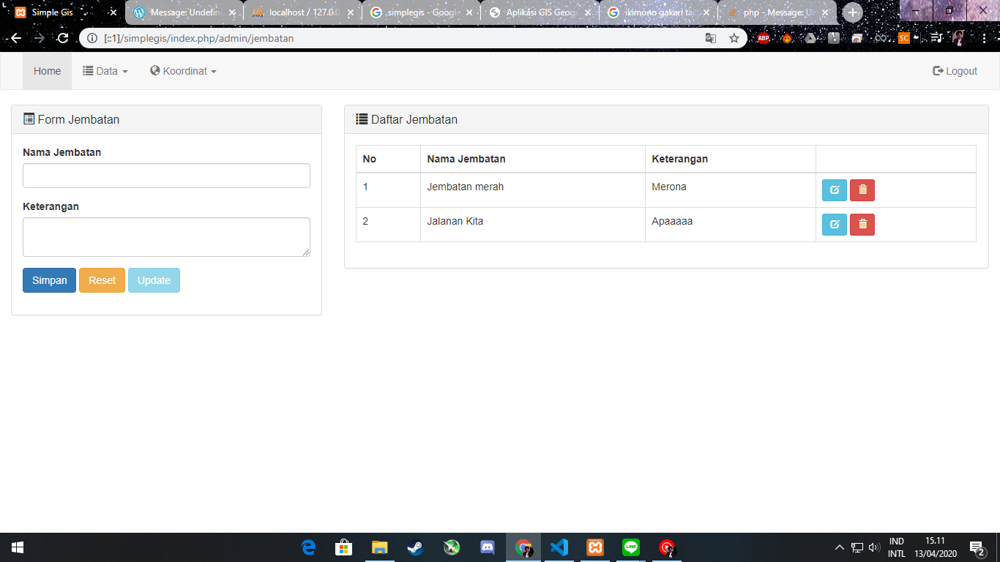 Simple Gis
Message: Undefin
localhost / 127.0.0
simplegis - Google
Aplikasi GIS Geog
ikimono gakari ta
php - Message: U
[::1]/simplegis/index.php/admin/jembatan
ABP
SC
Home
Data
Koordinat
Logout
Form Jembatan
Nama Jembatan
Keterangan
Simpan
Reset
Update
Daftar Jembatan
No Nama Jembatan Keterangan
1 Jembatan merah Merona
2 Jalanan Kita Apaaaaa
LINE
IND
INTL
15.11
13/04/2020
2